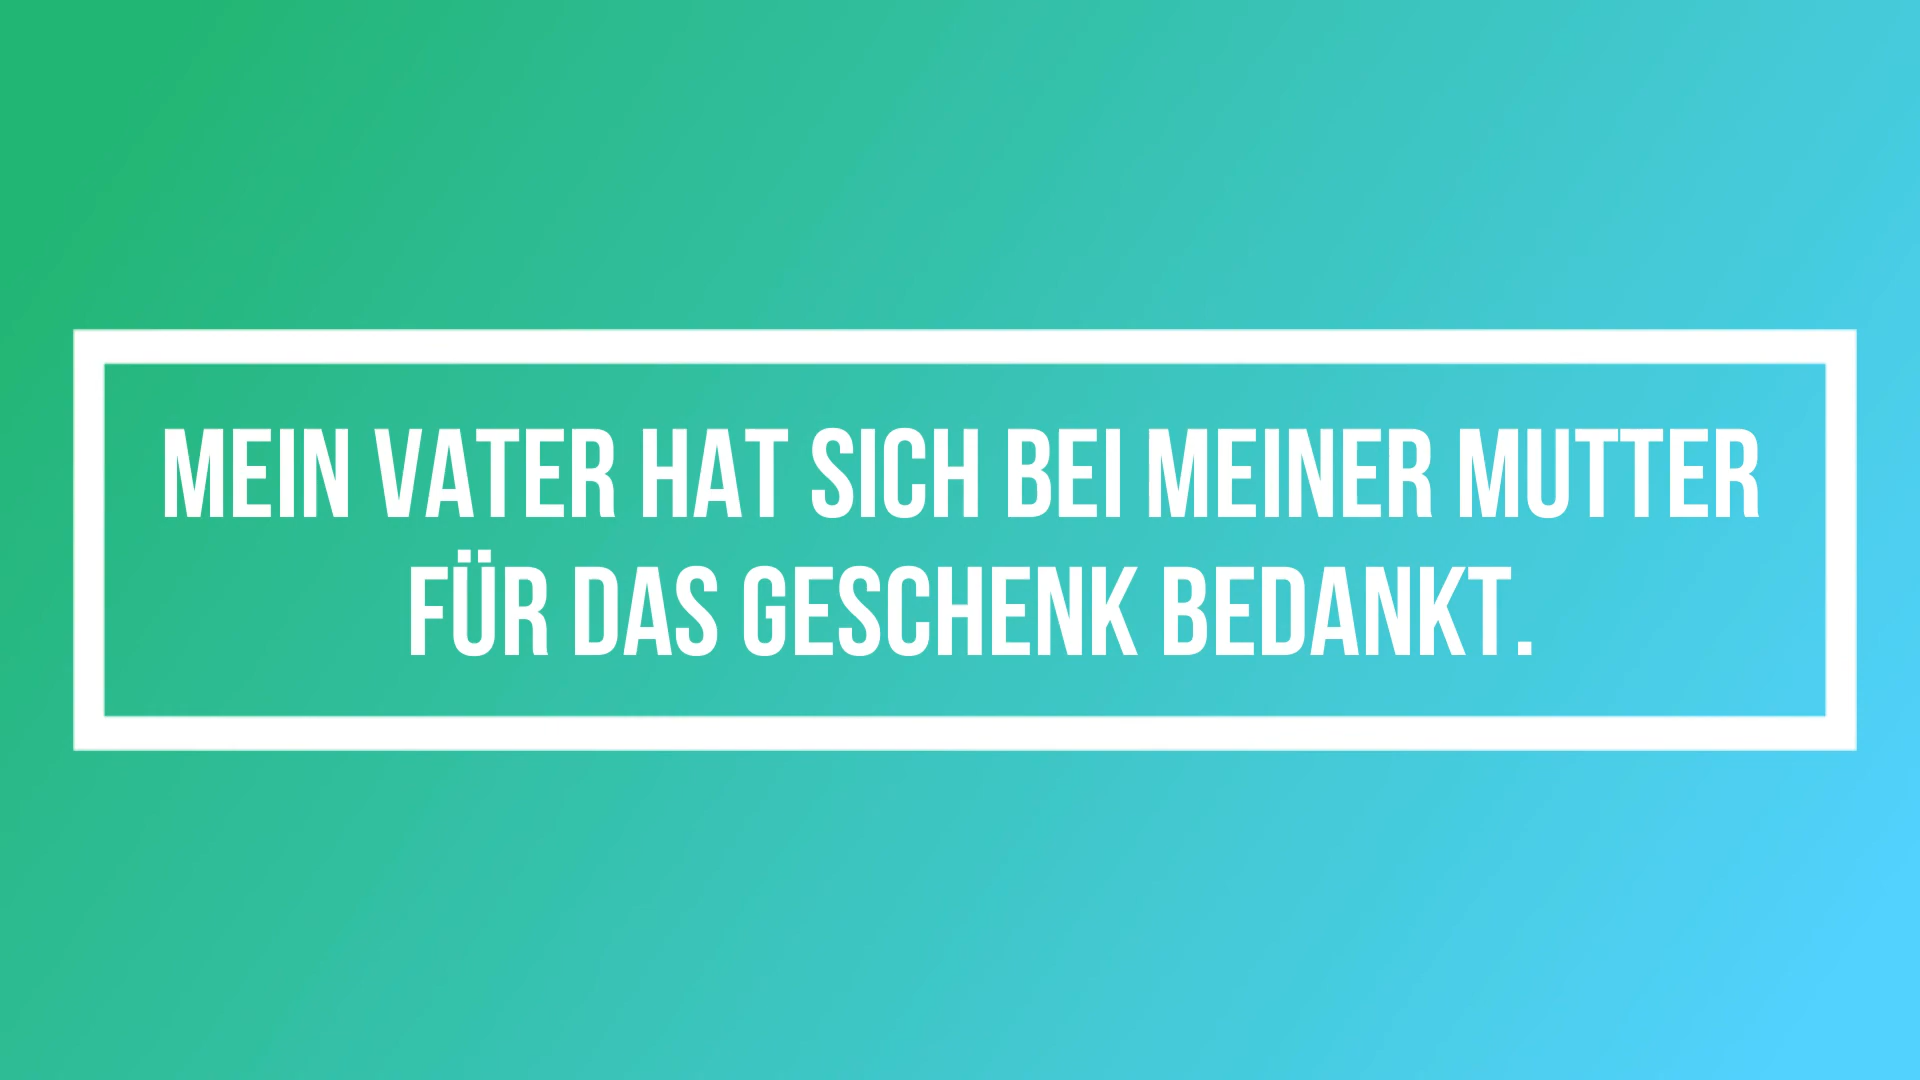 MEIN VATER HAT SICH BEI MEINER MUTTER
FÜR DAS GESCHENK BEDANKT.